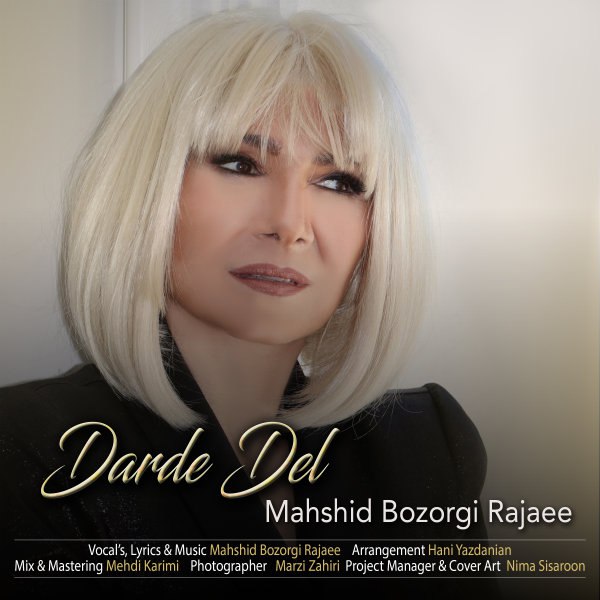 Darde Del
Mahshid Bozorgi Rajaee
Vocal's, Lyrics & Music Mahshid Bozorgi Rajaee Arrangement Hani Yazdanian
Mix & Mastering Mehdi Karimi Photographer Marzi Zahiri Project Manager & Cover Art Nima Sisaroon